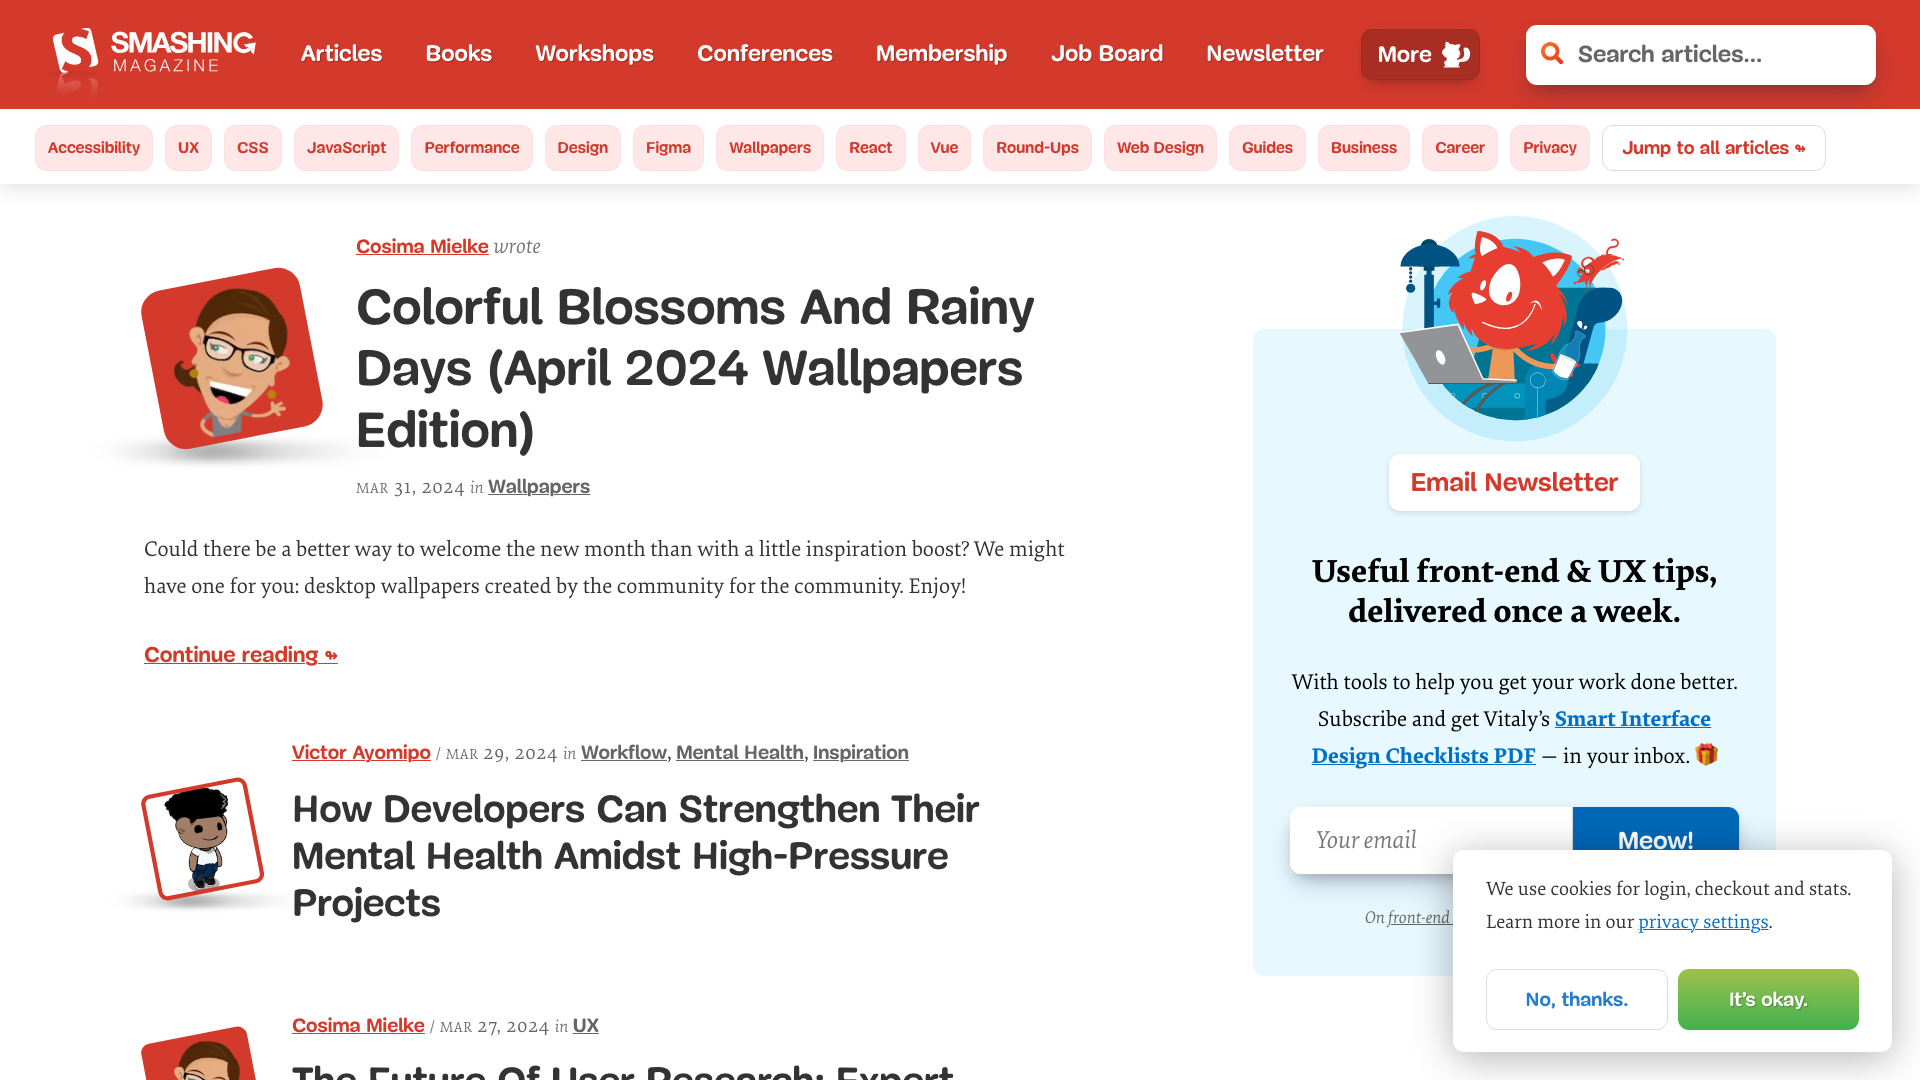 SMASHING
MAGAZINE
Articles Books Workshops Conferences Membership Job Board Newsletter More Search articles...
Accessibility UX CSS JavaScript Performance Design Figma Wallpapers React Vue Round-Ups Web Design Guides Business Career Privacy Jump to all articles ↬
Cosima Mielke wrote
Colorful Blossoms And Rainy
Days (April 2024 Wallpapers
Edition)
MAR 31, 2024 in Wallpapers
Could there be a better way to welcome the new month than with a little inspiration boost? We might
have one for you: desktop wallpapers created by the community for the community. Enjoy!
Continue reading ↬
Victor Ayomipo / MAR 29, 2024 in Workflow, Mental Health, Inspiration
How Developers Can Strengthen Their
Mental Health Amidst High-Pressure
Projects
Cosima Mielke / MAR 27, 2024 in UX
The Future Of User Research: Expert
Email Newsletter
Useful front-end & UX tips,
delivered once a week.
With tools to help you get your work done better.
Subscribe and get Vitaly’s Smart Interface
Design Checklists PDF — in your inbox. 🎁
Your email Meow!
On front-end
We use cookies for login, checkout and stats.
Learn more in our privacy settings.
No, thanks. It’s okay.